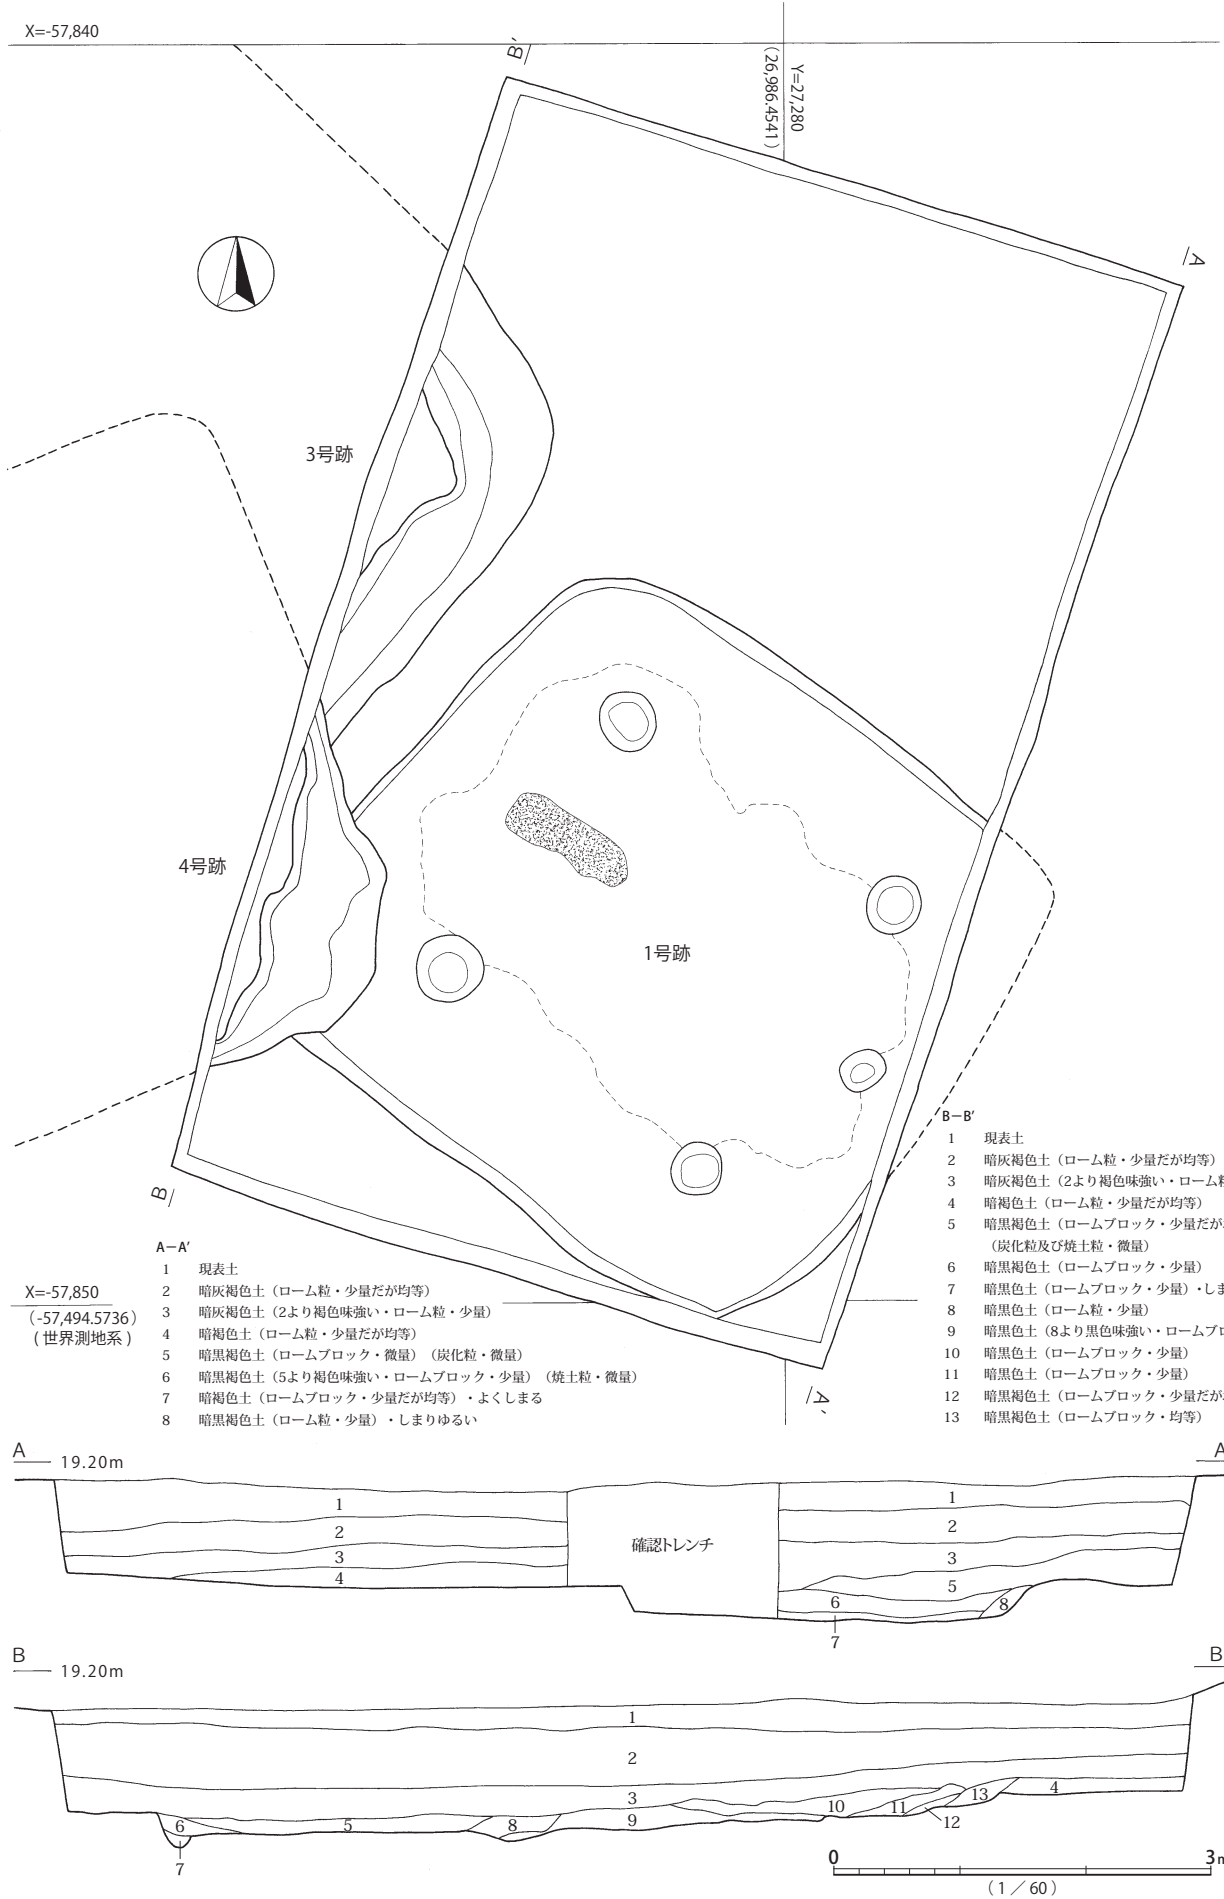 X=-57,840
B′
Y=27,280
（26,986.4541）
A
3号跡
4号跡
1号跡
B
A′
X=-57,850
（-57,494.5736）
（世界測地系）
A－A′
1 現表土
2 暗灰褐色土（ローム粒・少量だが均等）
3 暗灰褐色土（2より褐色味強い・ローム粒・少量）
4 暗褐色土（ローム粒・少量だが均等）
5 暗黒褐色土（ロームブロック・微量）（炭化粒・微量）
6 暗黒褐色土（5より褐色味強い・ロームブロック・少量）（焼土粒・微量）
7 暗褐色土（ロームブロック・少量だが均等）・よくしまる
8 暗黒褐色土（ローム粒・少量）・しまりゆるい
B－B′
1 現表土
2 暗灰褐色土（ローム粒・少量だが均等）
3 暗灰褐色土（2より褐色味強い・ローム粒
4 暗褐色土（ローム粒・少量だが均等）
5 暗黒褐色土（ロームブロック・少量だが
（炭化粒及び焼土粒・微量）
6 暗黒褐色土（ロームブロック・少量）
7 暗黒色土（ロームブロック・少量）・しま
8 暗黒色土（ローム粒・少量）
9 暗黒色土（8より黒色味強い・ロームブロ
10 暗黒色土（ロームブロック・少量）
11 暗黒色土（ロームブロック・少量）
12 暗黒褐色土（ロームブロック・少量だが
13 暗黒褐色土（ロームブロック・均等）
A 19.20m A
1 2 3 4
確認トレンチ
1 2 3 5 6 7 8
B 19.20m B
1 2 3 4 5 6 7 8 9 10 11 12 13
0 3m
（1／60）